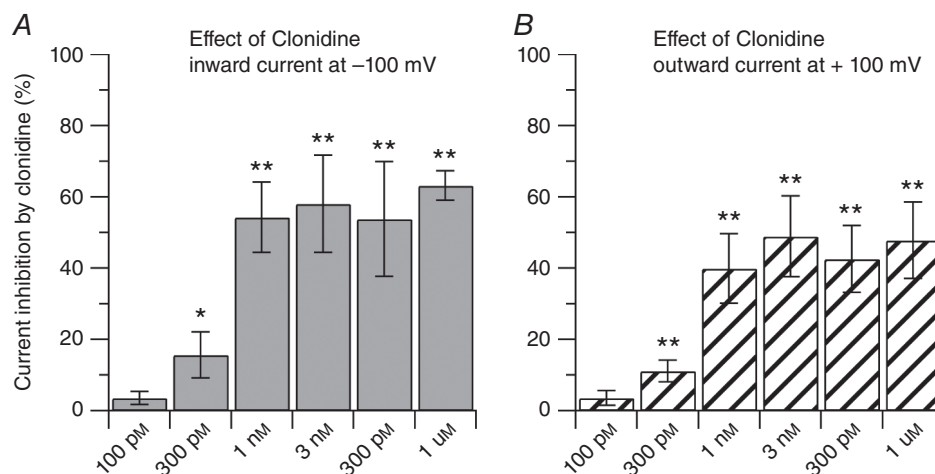 A
Effect of Clonidine
inward current at –100 mV
Current inhibition by clonidine (%)
100
80
60
40
20
0
*
**
**
**
**
100 pM
300 pM
1 nM
3 nM
300 pM
1 uM
B
Effect of Clonidine
outward current at + 100 mV
100
80
60
40
20
0
**
**
**
**
**
100 pM
300 pM
1 nM
3 nM
300 pM
1 uM